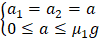 a₁ = a₂ = a
0 ≤ a ≤ μ₁g